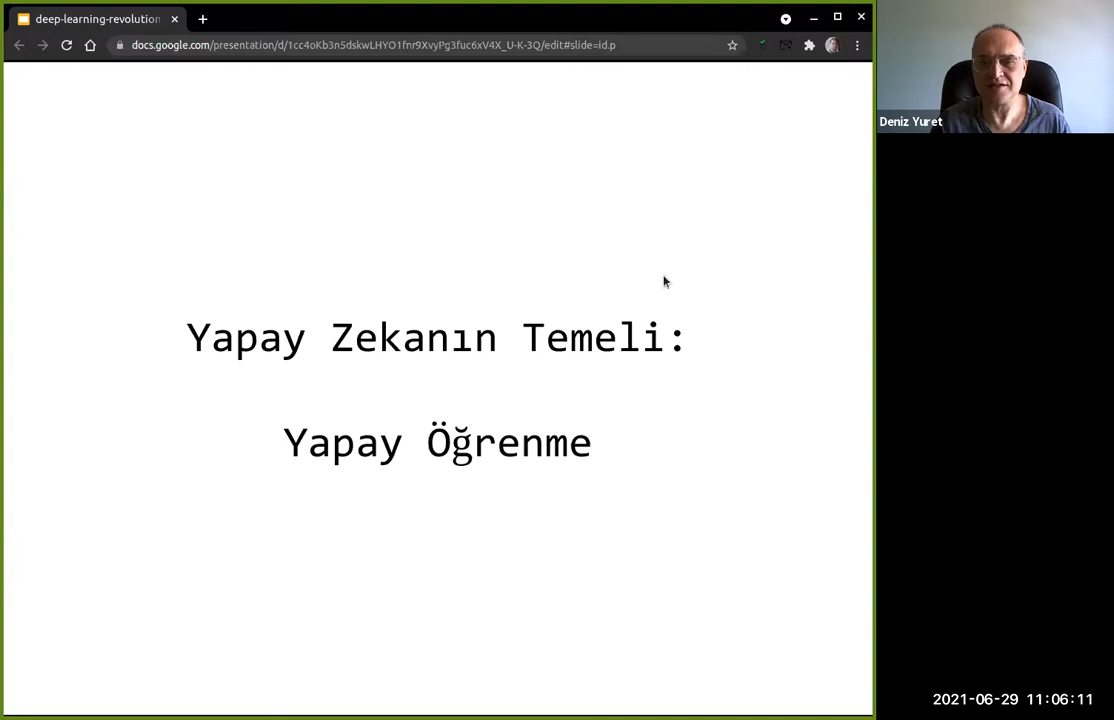 deep-learning-revolution
docs.google.com/presentation/d/1cc4oKb3n5dskwLHYO1fnr9XvyPg3fuc6xV4X_U-K-3Q/edit#slide=id.p
Deniz Yuret
Yapay Zekanın Temeli:
Yapay Öğrenme
2021-06-29 11:06:11